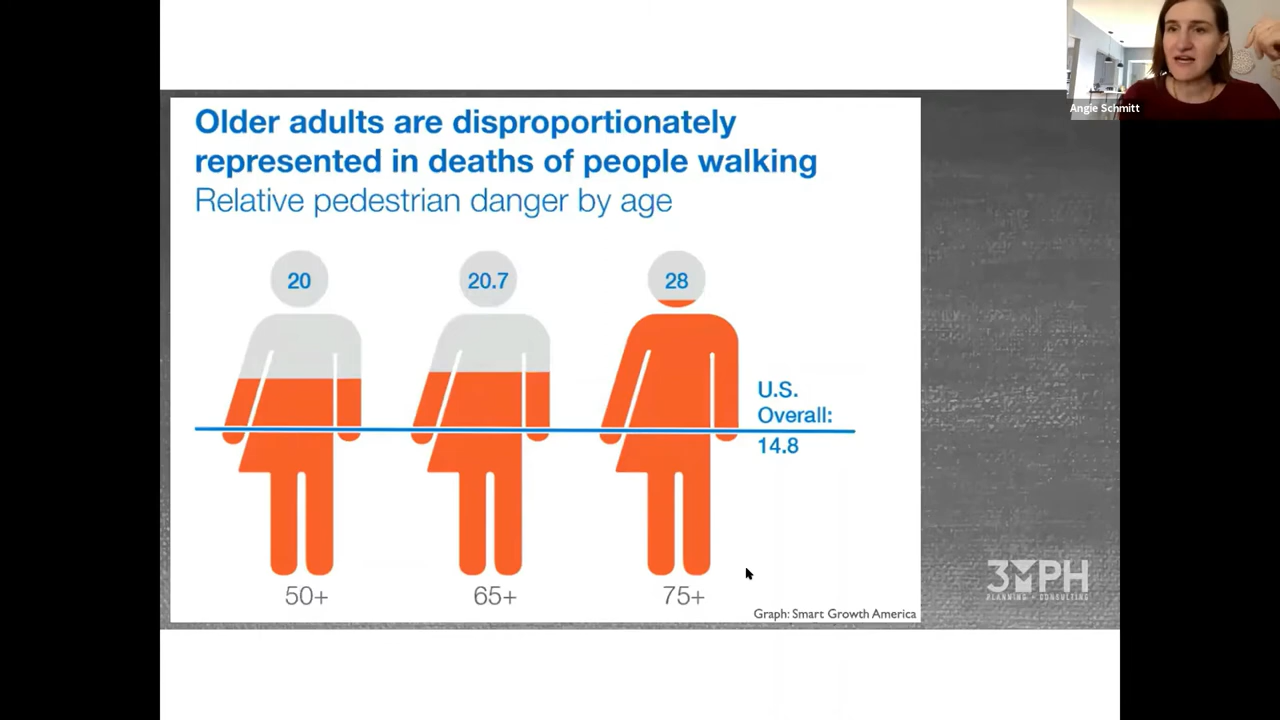 Angie Schmitt
Older adults are disproportionately
represented in deaths of people walking
Relative pedestrian danger by age
20
20.7
28
U.S.
Overall:
14.8
50+
65+
75+
Graph: Smart Growth America
3MPH
PLANNING + CONSULTING